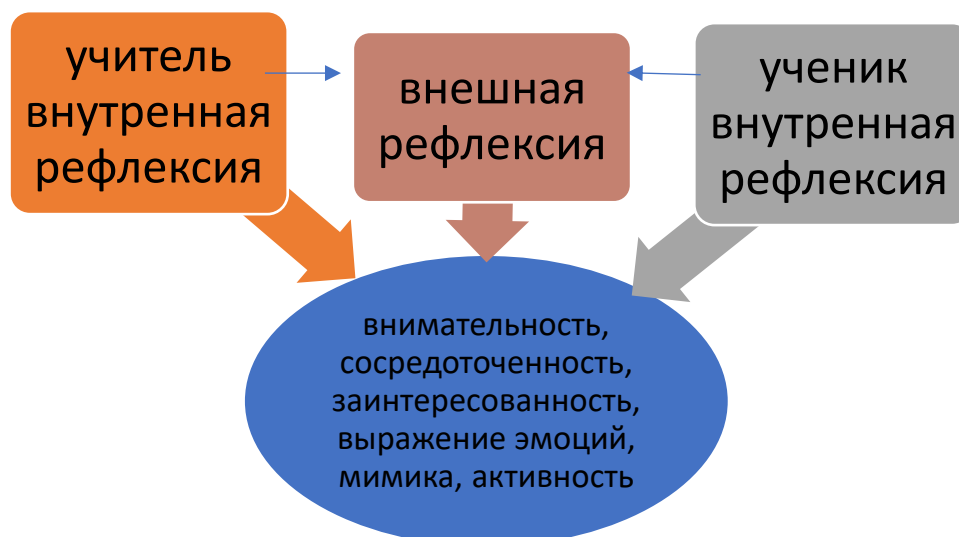 учитель
внутренная
рефлексия
внешная
рефлексия
ученик
внутренная
рефлексия
внимательность,
сосредоточенность,
заинтересованность,
выражение эмоций,
мимика, активность